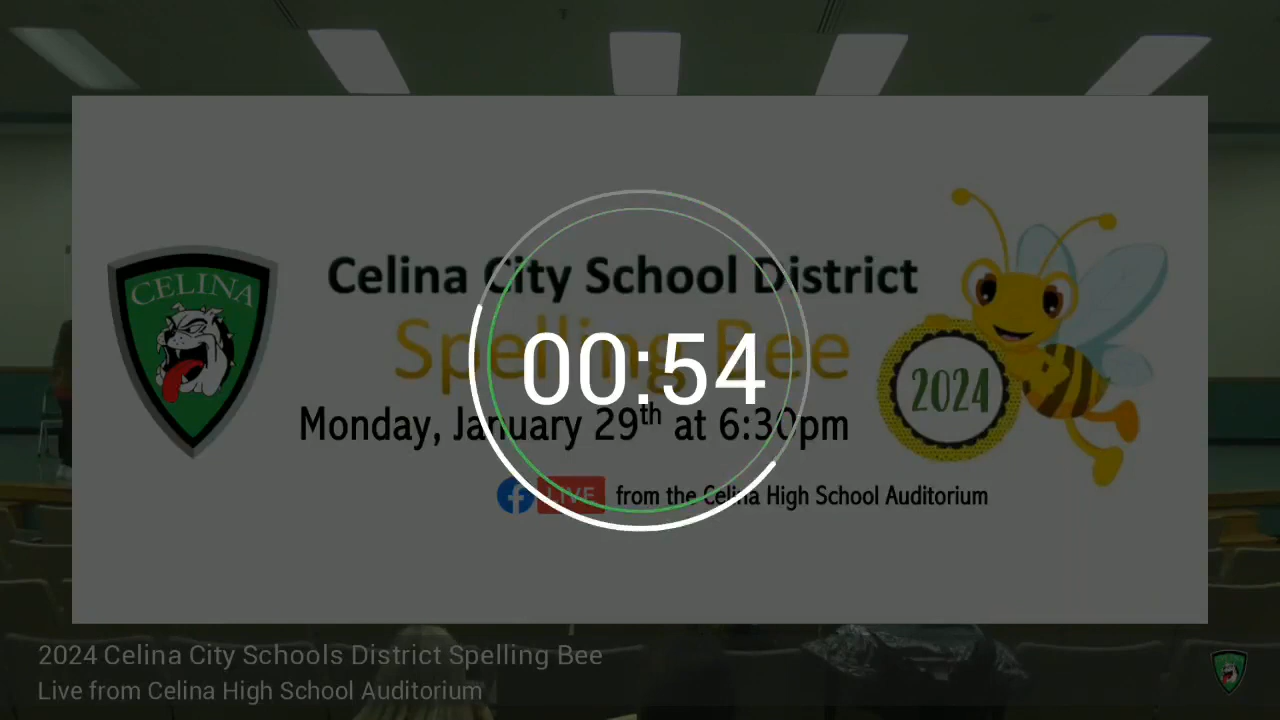 CELINA
Celina City School District
Spelling Bee
00:54
2024
Monday, January 29th at 6:30pm
LIVE from the Celina High School Auditorium
2024 Celina City Schools District Spelling Bee
Live from Celina High School Auditorium